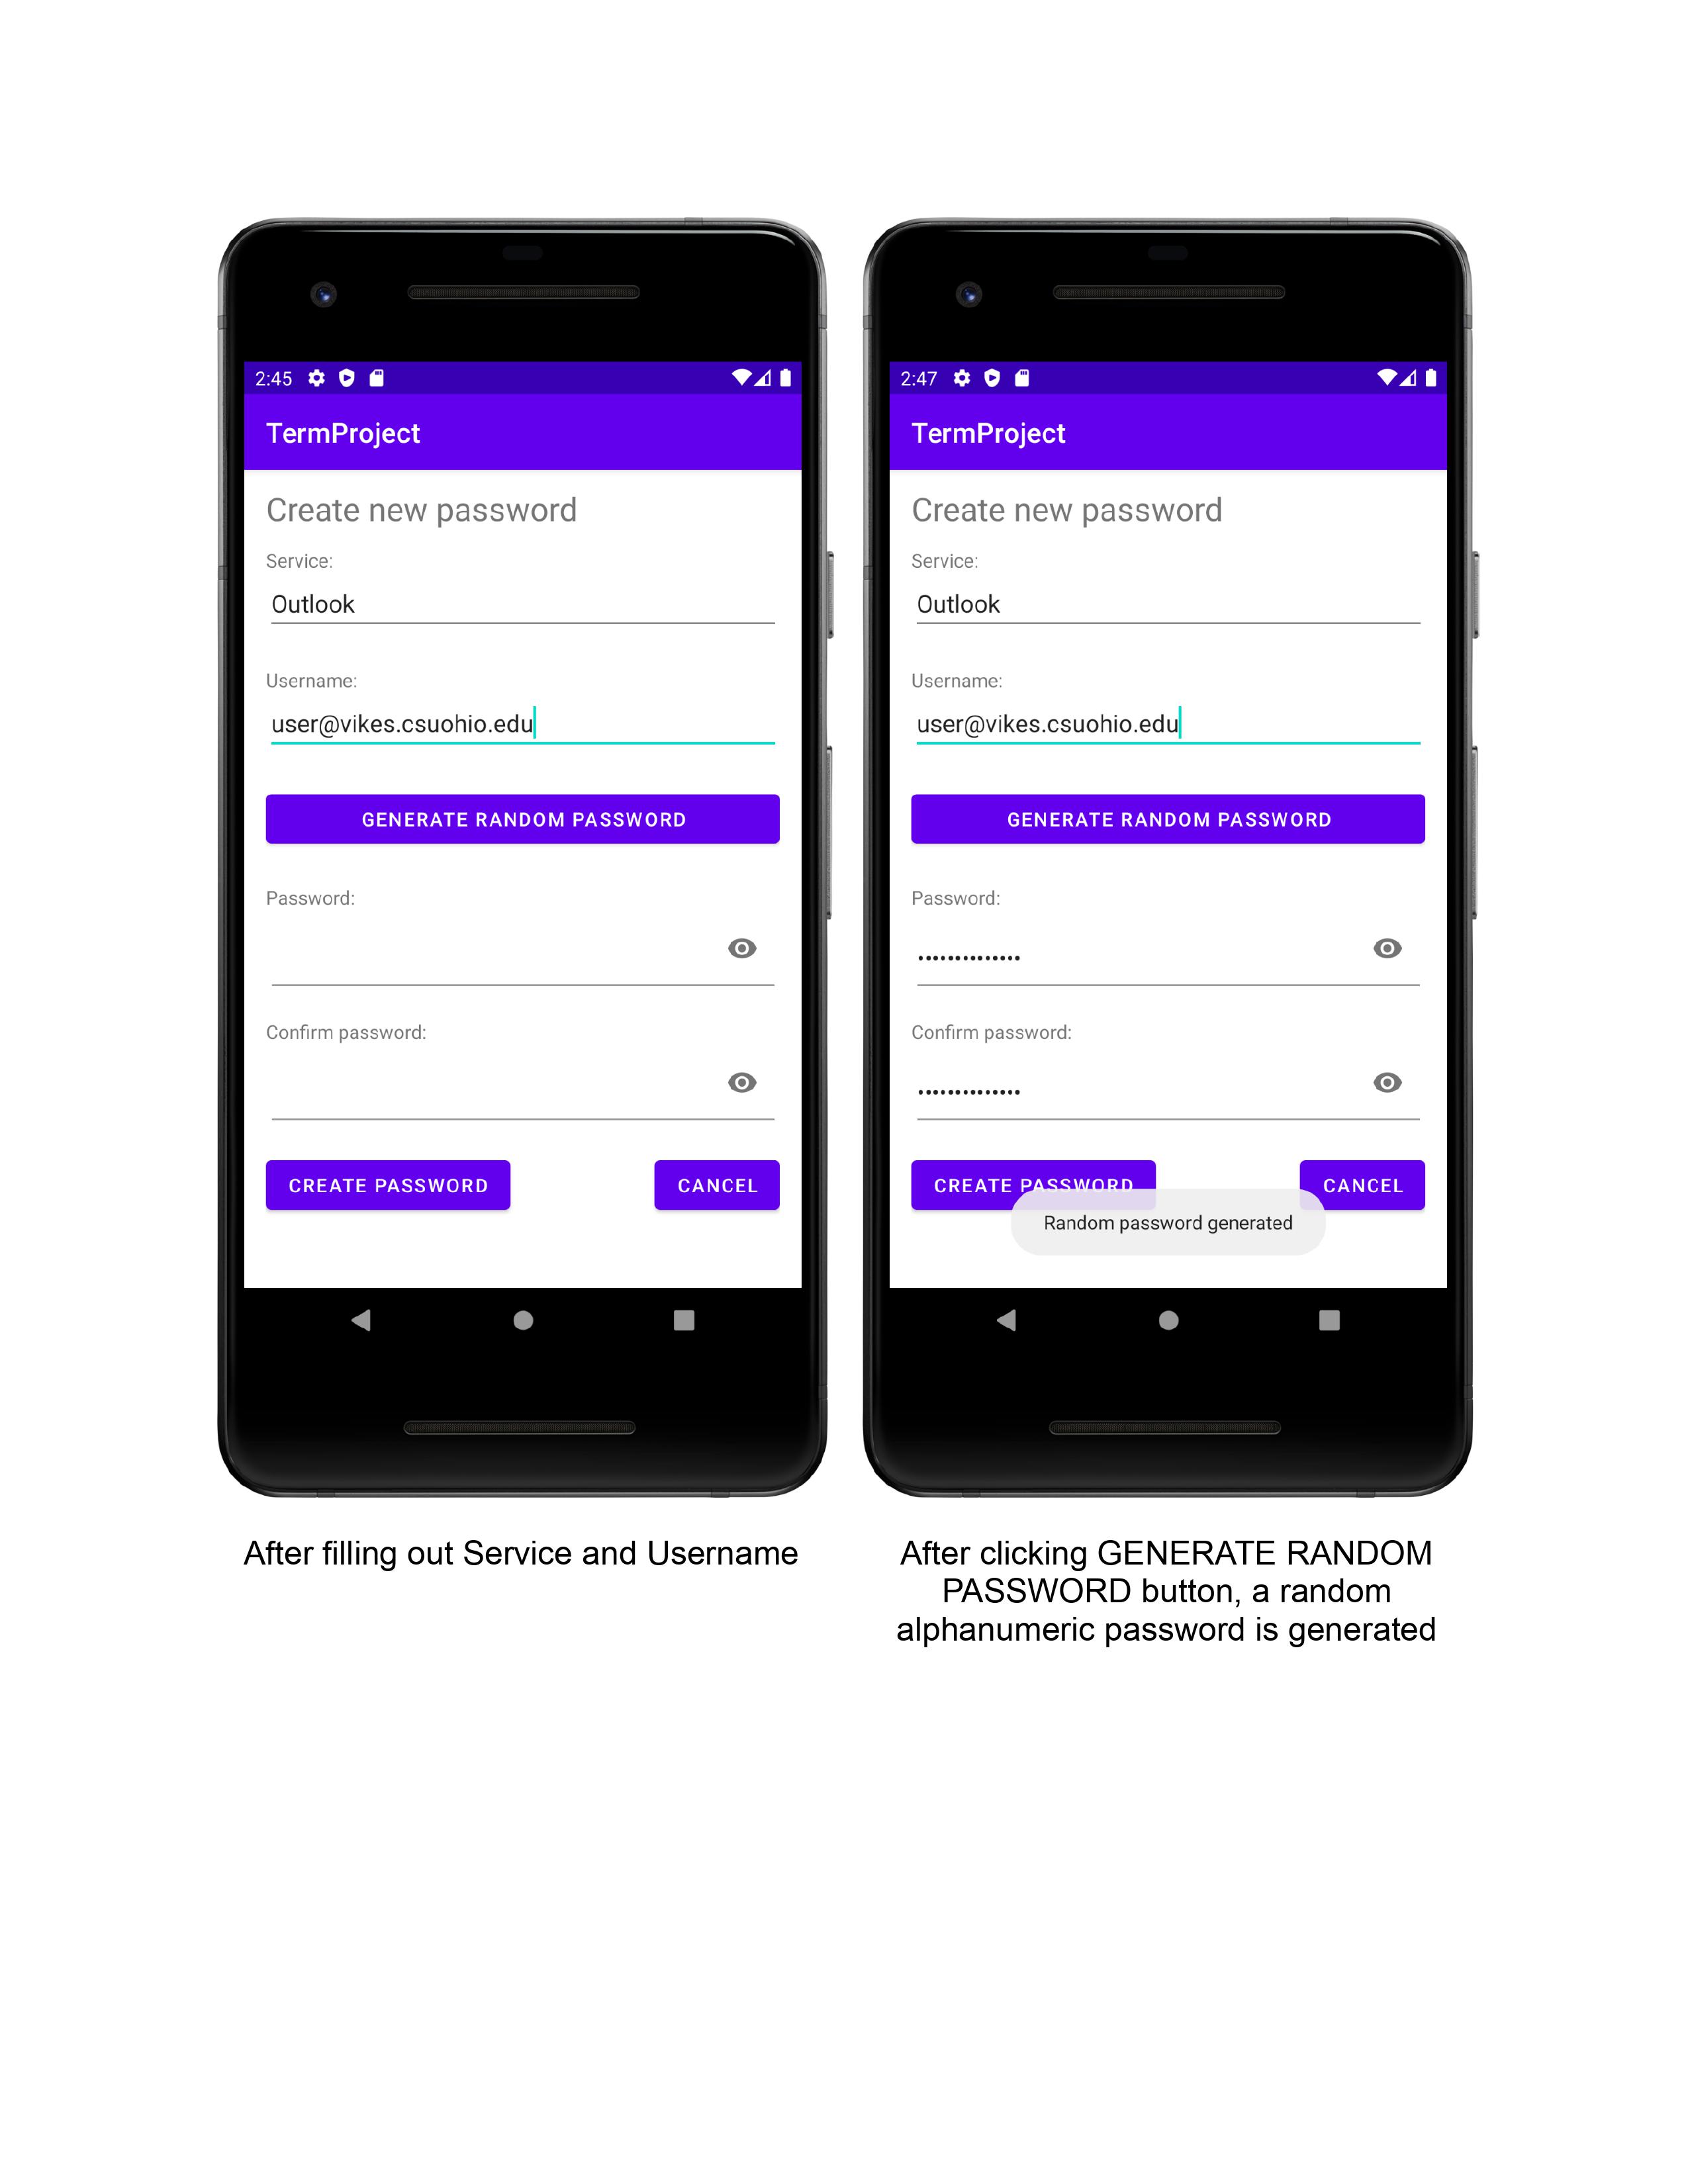 2:45
TermProject
Create new password
Service:
Outlook
Username:
user@vikes.csuohio.edu
GENERATE RANDOM PASSWORD
Password:
Confirm password:
CREATE PASSWORD
CANCEL
After filling out Service and Username
2:47
TermProject
Create new password
Service:
Outlook
Username:
user@vikes.csuohio.edu
GENERATE RANDOM PASSWORD
Password:
••••••••••••••
Confirm password:
••••••••••••••
CREATE PASSWORD
CANCEL
Random password generated
After clicking GENERATE RANDOM
PASSWORD button, a random
alphanumeric password is generated